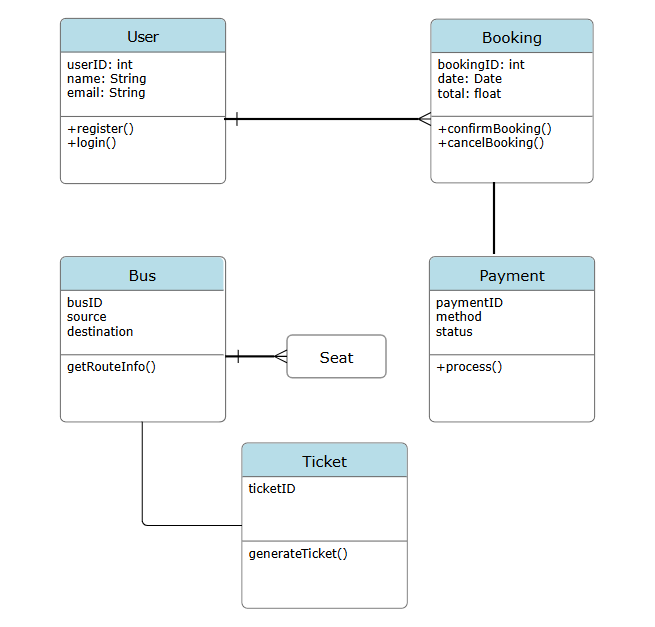 User
userID: int
name: String
email: String
+register()
+login()
Booking
bookingID: int
date: Date
total: float
+confirmBooking()
+cancelBooking()
Bus
busID
source
destination
getRouteInfo()
Seat
Payment
paymentID
method
status
+process()
Ticket
ticketID
generateTicket()